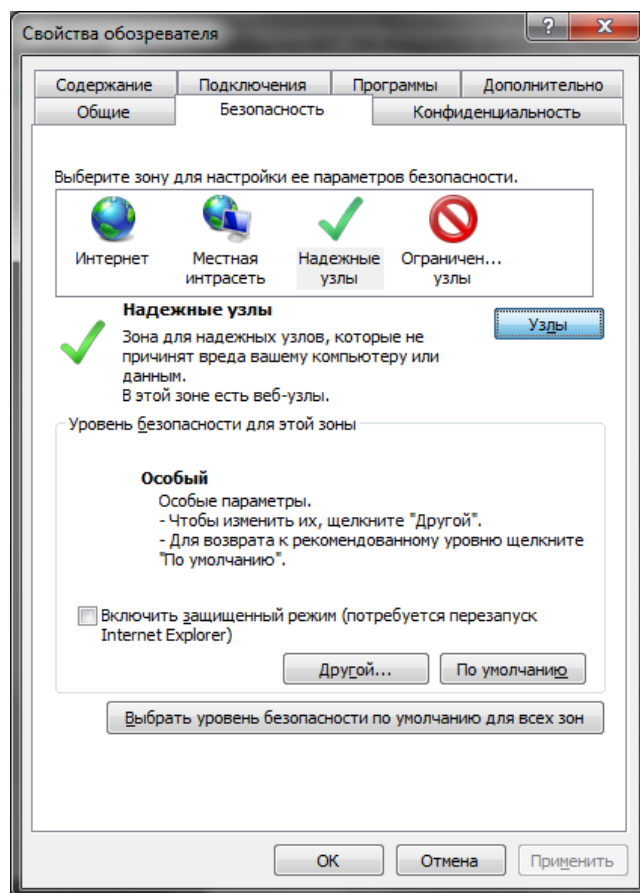 Свойства обозревателя
Содержание Подключения Программы Дополнительно
Общие Безопасность Конфиденциальность
Выберите зону для настройки ее параметров безопасности.
Интернет Местная Надежные Ограничен...
интрасеть узлы узлы
Надежные узлы
Узлы
Зона для надежных узлов, которые не
причинят вреда вашему компьютеру или
данным.
В этой зоне есть веб-узлы.
Уровень безопасности для этой зоны
Особый
Особые параметры.
- Чтобы изменить их, щелкните "Другой".
- Для возврата к рекомендованному уровню щелкните
"По умолчанию".
Включить защищенный режим (потребуется перезапуск
Internet Explorer)
Другой... По умолчанию
Выбрать уровень безопасности по умолчанию для всех зон
ОК Отмена Применить